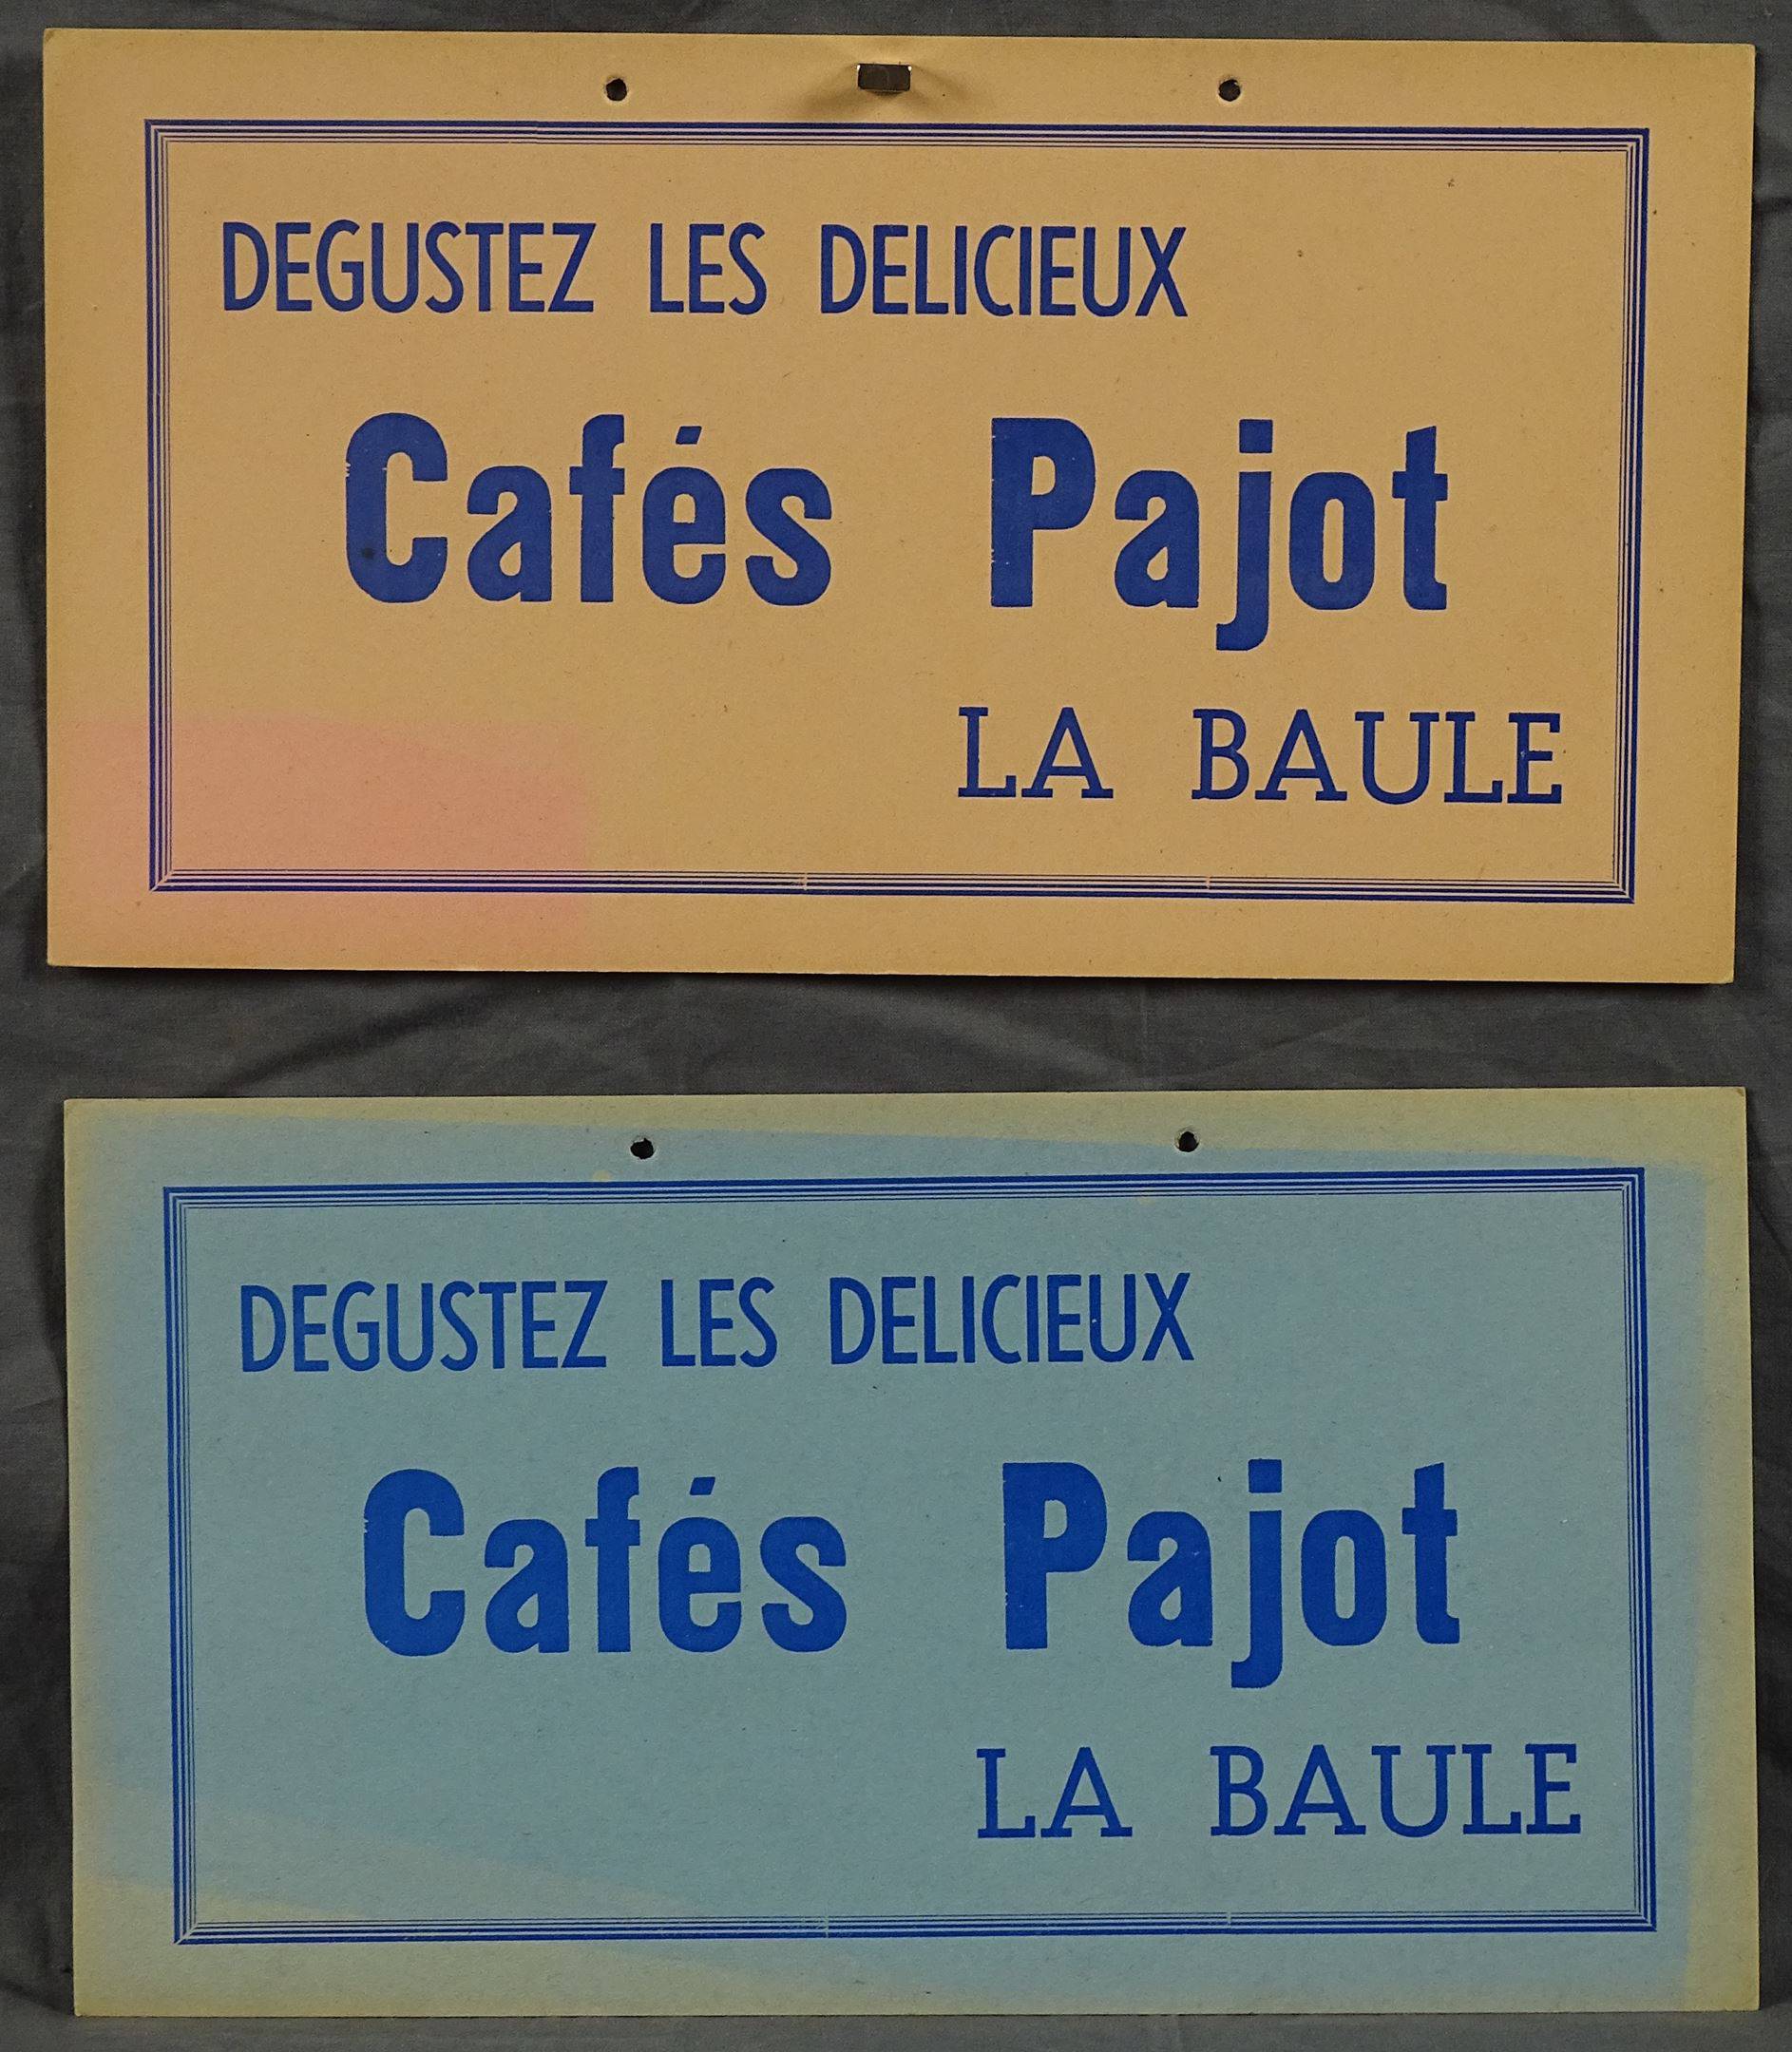 DEGUSTEZ LES DELICIEUX
Cafés Pajot
LA BAULE
DEGUSTEZ LES DELICIEUX
Cafés Pajot
LA BAULE